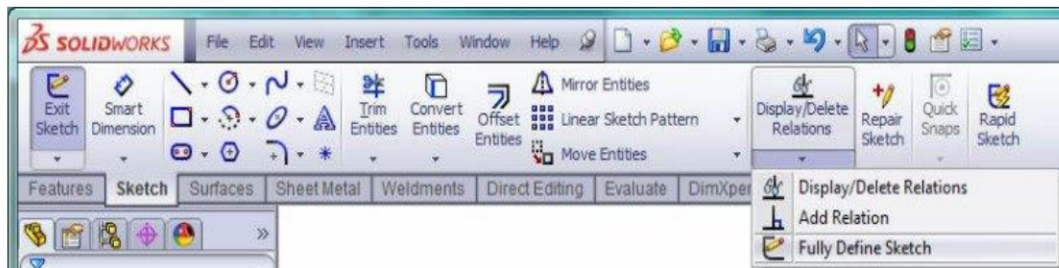 SOLIDWORKS File Edit View Insert Tools Window Help
Exit Sketch
Smart Dimension
Trim Entities
Convert Entities
Offset Entities
Mirror Entities
Linear Sketch Pattern
Move Entities
Display/Delete Relations
Repair Sketch
Quick Snaps
Rapid Sketch
Features Sketch Surfaces Sheet Metal Weldments Direct Editing Evaluate DimXper
Display/Delete Relations
Add Relation
Fully Define Sketch